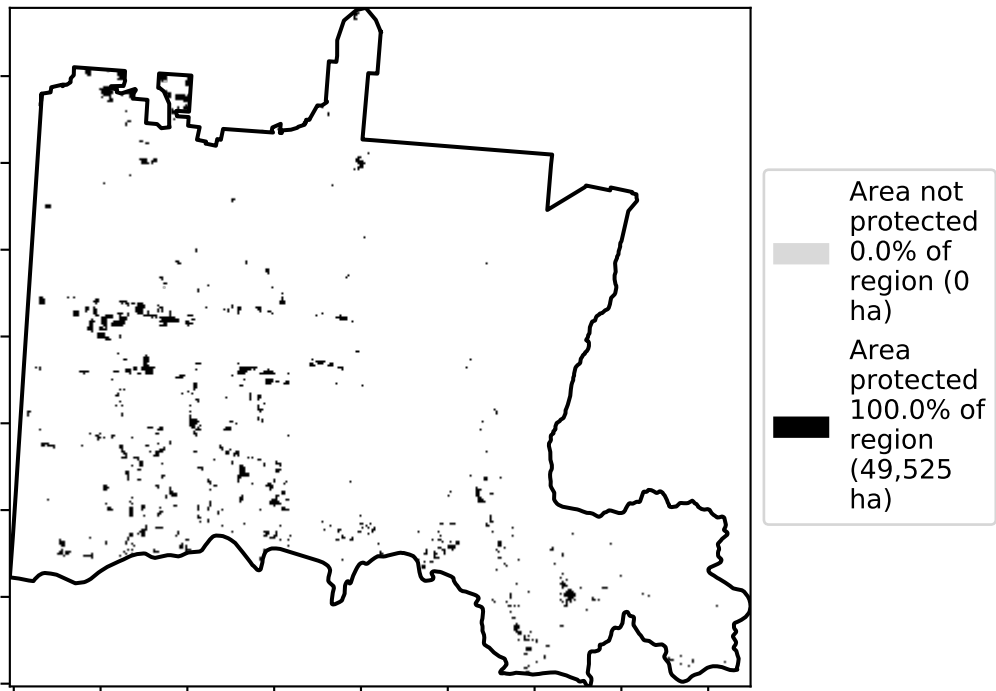 Area not
protected
0.0% of
region (0
ha)
Area
protected
100.0% of
region
(49,525
ha)